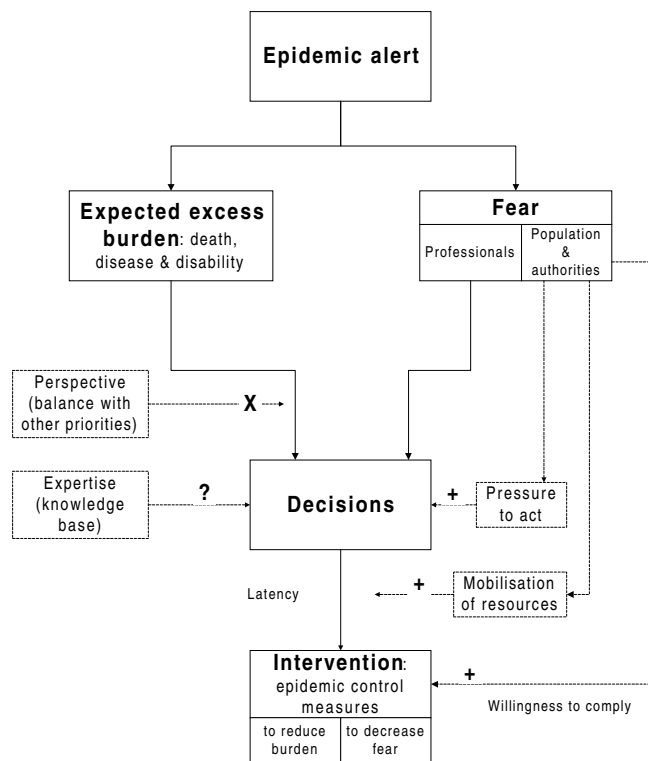 Epidemic alert
Expected excess
burden: death,
disease & disability
Fear
Professionals
Population
&
authorities
Perspective
(balance with
other priorities)
X
Expertise
(knowledge
base)
?
Decisions
+
Pressure
to act
Latency
+
Mobilisation
of resources
Intervention:
epidemic control
measures
to reduce
burden
to decrease
fear
+
Willingness to comply